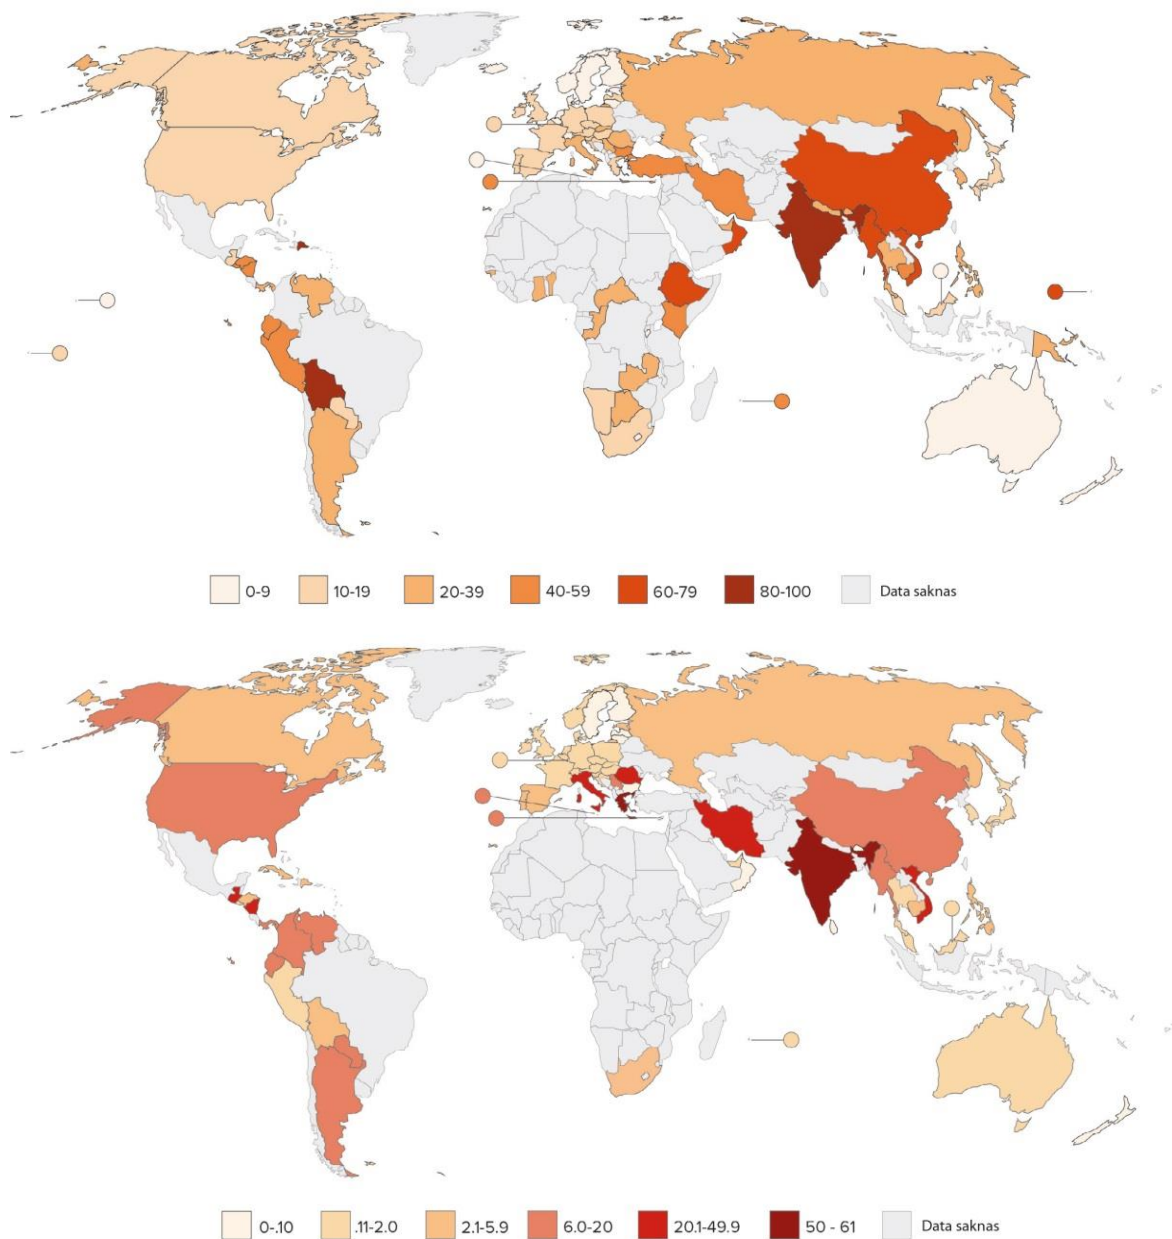 0-9 10-19 20-39 40-59 60-79 80-100 Data saknas
0-.10 .11-2.0 2.1-5.9 6.0-20 20.1-49.9 50 - 61 Data saknas